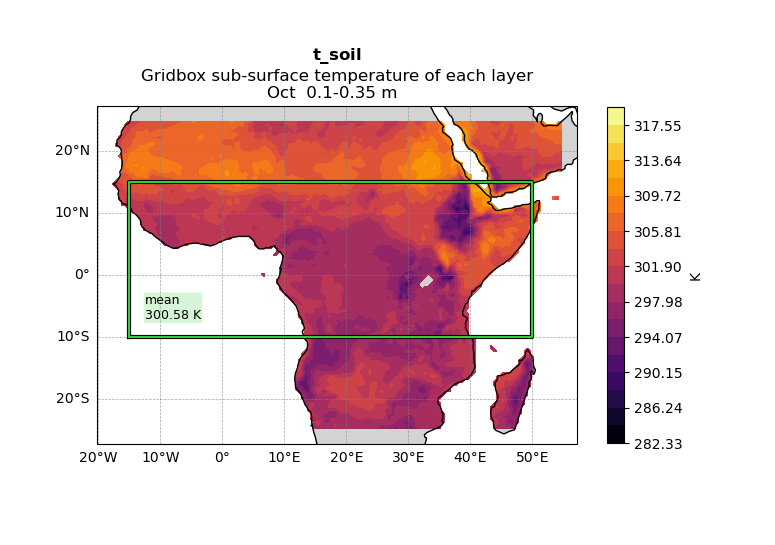 t_soil
Gridbox sub-surface temperature of each layer
Oct  0.1-0.35 m
20°N
10°N
0°
10°S
20°S
mean
300.58 K
20°W
10°W
0°
10°E
20°E
30°E
40°E
50°E
317.55
313.64
309.72
305.81
301.90
297.98
294.07
290.15
286.24
282.33
K